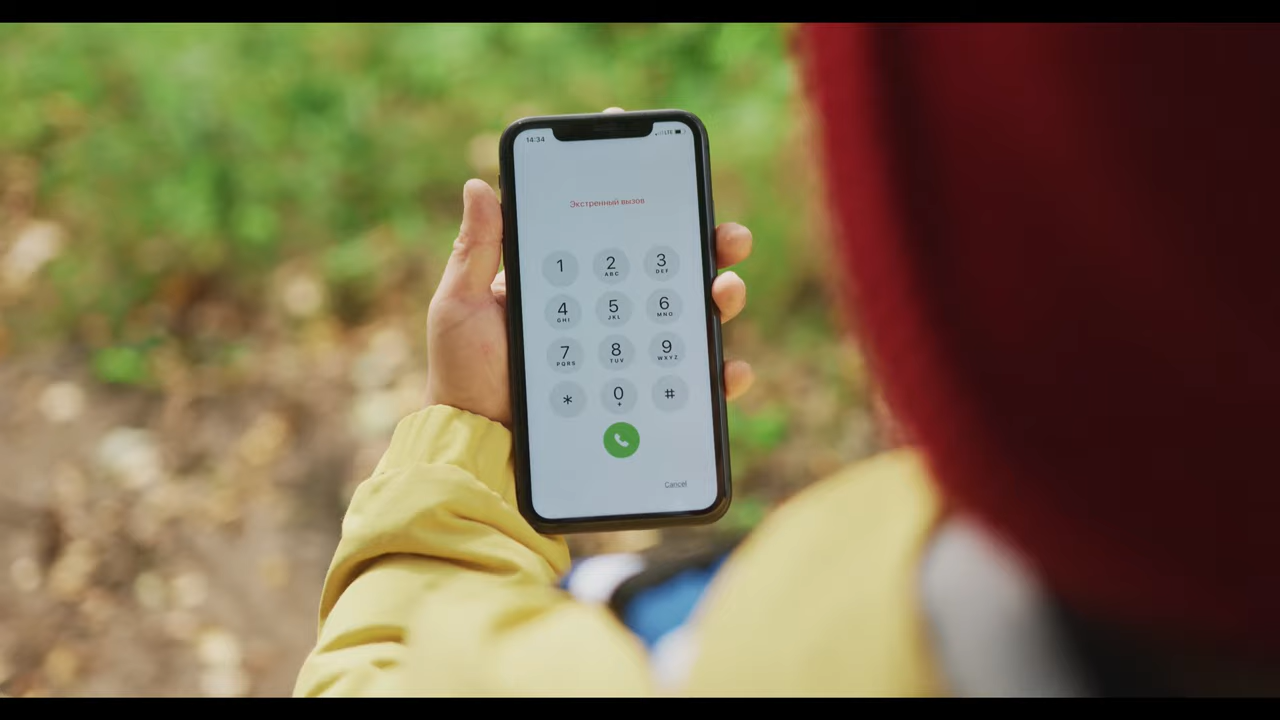 14:34 LTE
Экстренный вызов
1 2 3
ABC DEF
4 5 6
GHI JKL MNO
7 8 9
PQRS TUV WXYZ
* 0 #
+
Cancel